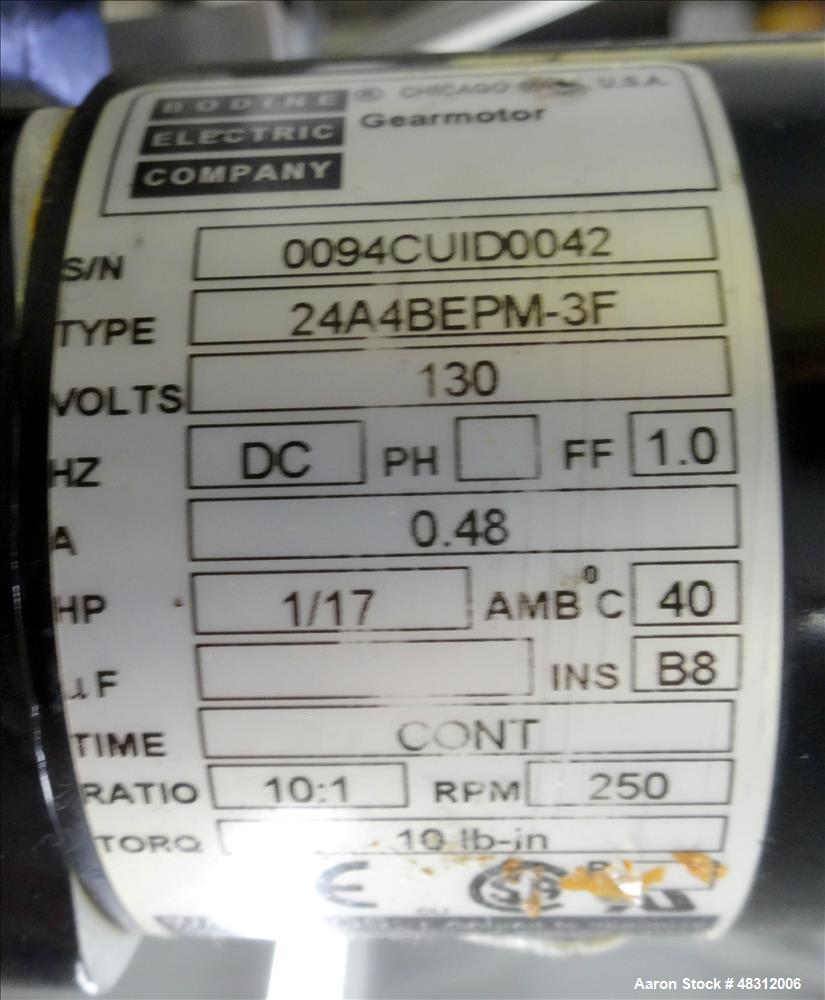 BODINE ® CHICAGO U.S.A.
ELECTRIC Gearmotor
COMPANY
S/N 0094CUID0042
TYPE 24A4BEPM-3F
VOLTS 130
HZ DC PH FF 1.0
A 0.48
HP 1/17 AMB °C 40
µF INS B8
TIME CONT
RATIO 10:1 RPM 250
TORQ 10 lb-in
CE
Aaron Stock # 48312006